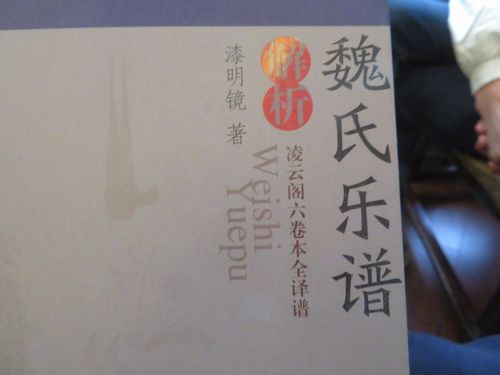 魏氏乐谱
解析
凌云阁六卷本全译谱
Weishi
Yuepu
漆明镜 著